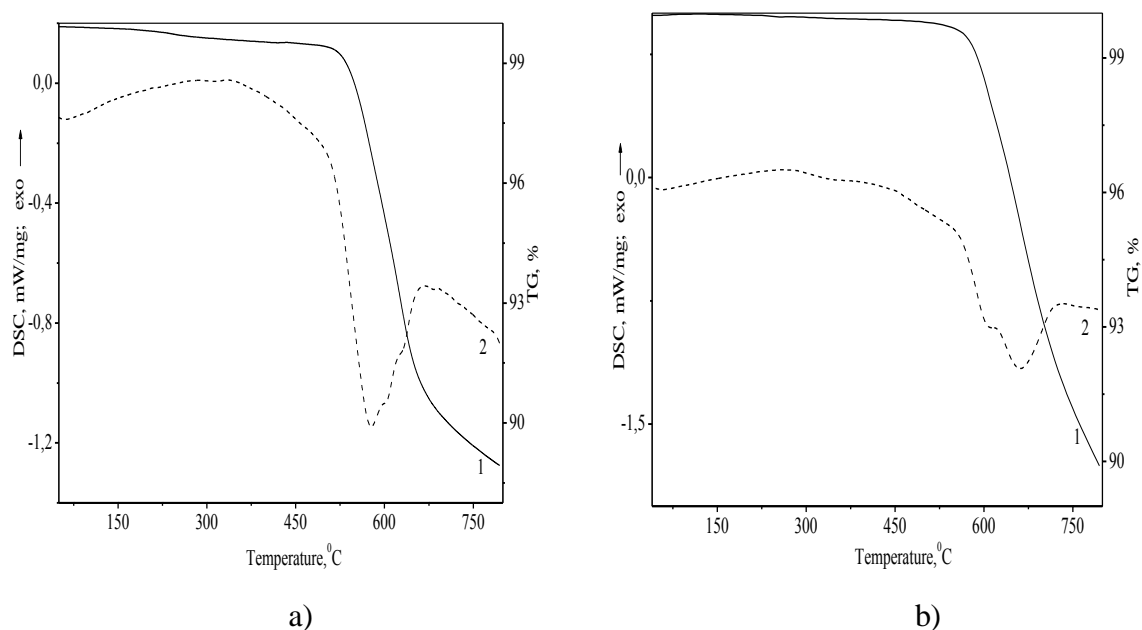 DSC, mW/mg; exo
0,0
-0,4
-0,8
-1,2
99
96
93
90
TG, %
2
1
150 300 450 600 750
Temperature,⁰C
a)
DSC, mW/mg; exo
0,0
-1,5
99
96
93
90
TG, %
2
1
150 300 450 600 750
Temperature,⁰C
b)